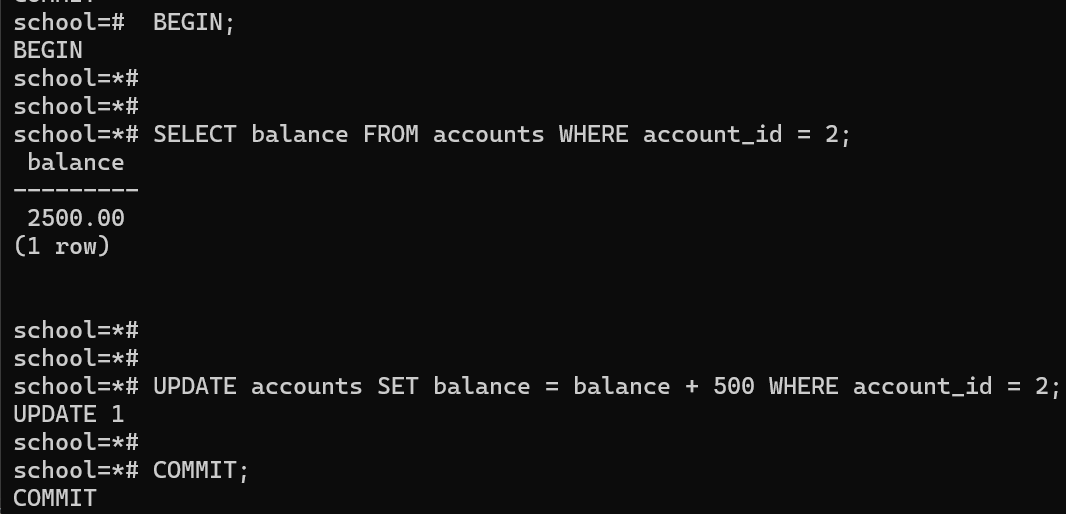 school=#  BEGIN;
BEGIN
school=*#
school=*#
school=*# SELECT balance FROM accounts WHERE account_id = 2;
 balance
---------
 2500.00
(1 row)


school=*#
school=*#
school=*# UPDATE accounts SET balance = balance + 500 WHERE account_id = 2;
UPDATE 1
school=*#
school=*# COMMIT;
COMMIT